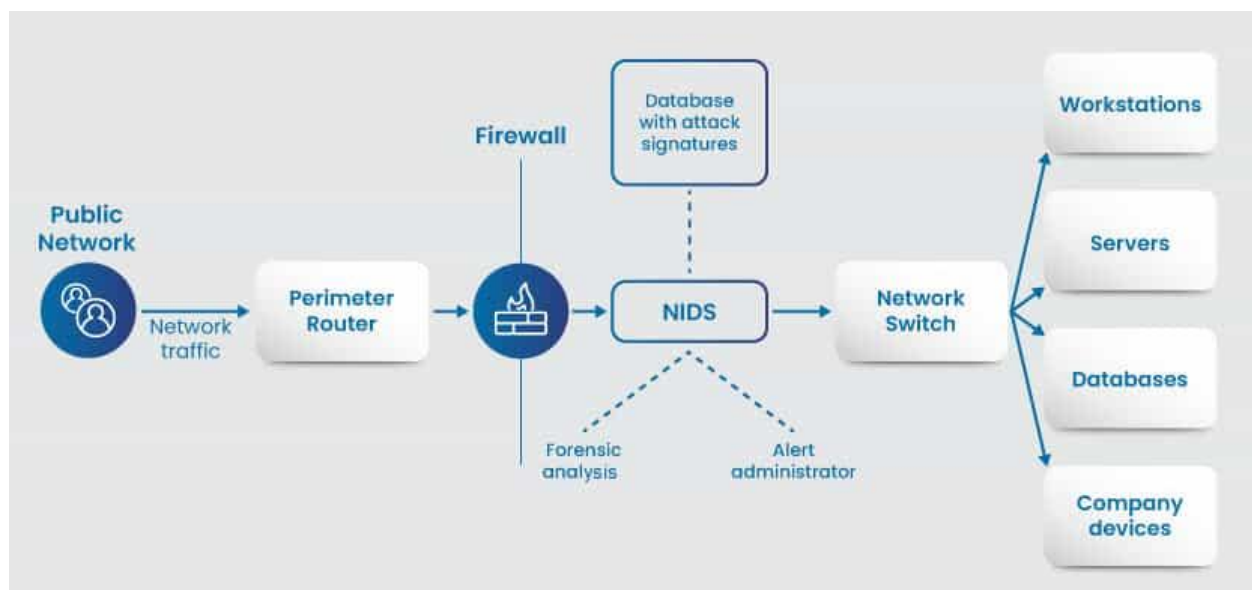 Public
Network
Network
traffic
Perimeter
Router
Firewall
Database
with attack
signatures
NIDS
Forensic
analysis
Alert
administrator
Network
Switch
Workstations
Servers
Databases
Company
devices